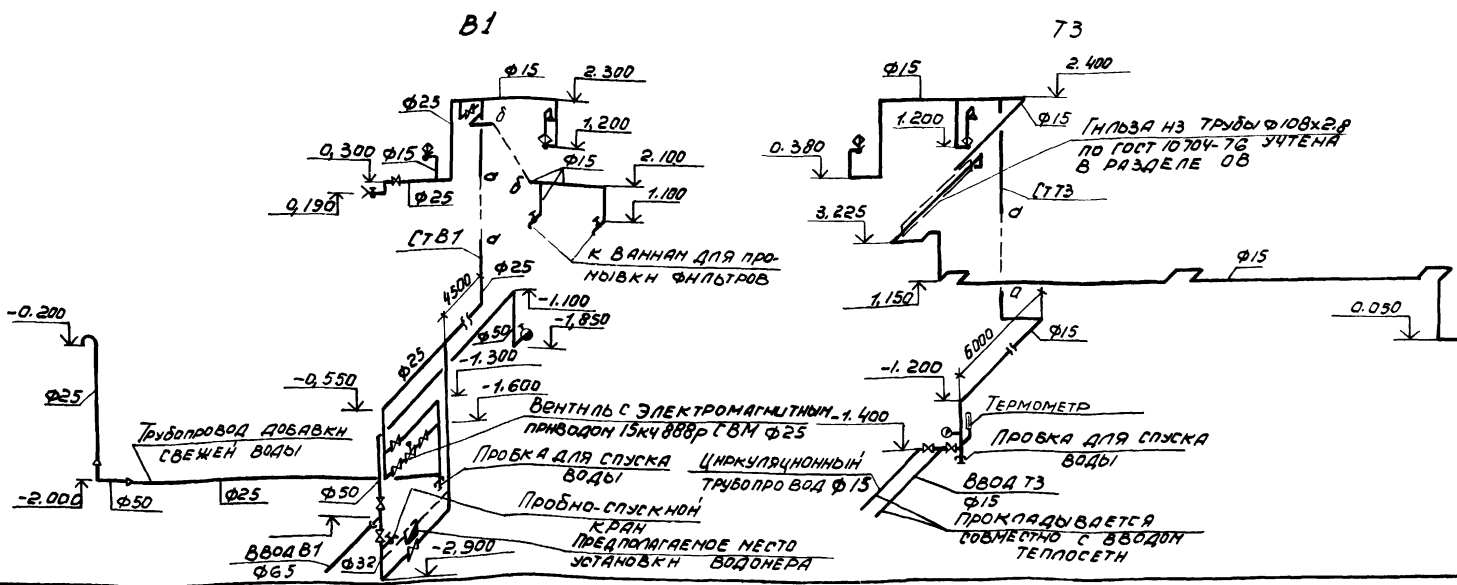 В1
Т3
ф15
2.300
ф25
б
1,200
0,300
ф15
ф15
2.100
а
б
ф25
0,190
1.100
СтВ1
а
К ваннам для про-
мывки фильтров
ф25
4500
-1.100
-1,850
ф50
-0.200
ф25
-1.300
-0,550
-1.600
ф25
Вентиль с электромагнитным
приводом 15кч 888р СВМ ф25
Трубопровод добавки
свежей воды
Пробка для спуска
воды
-2.000
ф50
ф25
ф50
Пробно-спускной
кран
Ввод В1
ф65
ф32
-2,900
Предполагаемое место
установки водомера
ф15
2.400
ф15
1.200
Гильза из трубы ф108х2.8
по ГОСТ 10704-76 учтена
в разделе ОВ
0.380
СтТ3
а
3,225
ф15
1,150
а
0.050
6000
ф15
-1.200
Термометр
-1.400
Пробка для спуска
воды
Циркуляционный
трубопровод ф15
Ввод Т3
ф15
Прокладывается
совместно с вводом
теплосети